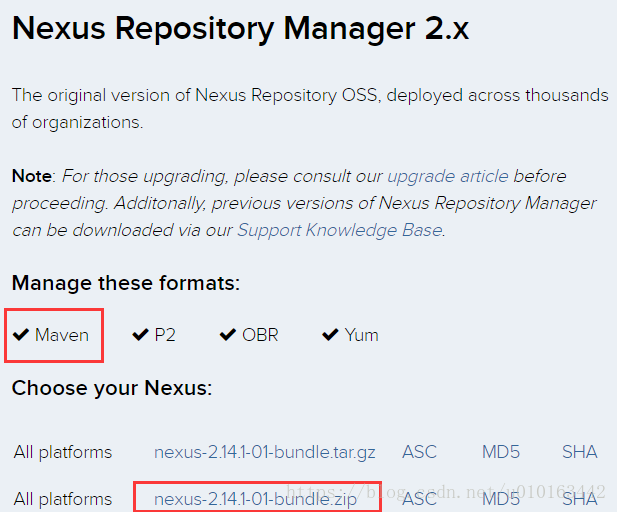 Nexus Repository Manager 2.x
The original version of Nexus Repository OSS, deployed across thousands
of organizations.
Note: For those upgrading, please consult our upgrade article before
proceeding. Additonally, previous versions of Nexus Repository Manager
can be downloaded via our Support Knowledge Base.
Manage these formats:
✔ Maven ✔ P2 ✔ OBR ✔ Yum
Choose your Nexus:
All platforms nexus-2.14.1-01-bundle.tar.gz ASC MD5 SHA
All platforms nexus-2.14.1-01-bundle.zip ASC MD5 SHA
https://blog.csdn.net/u010163442